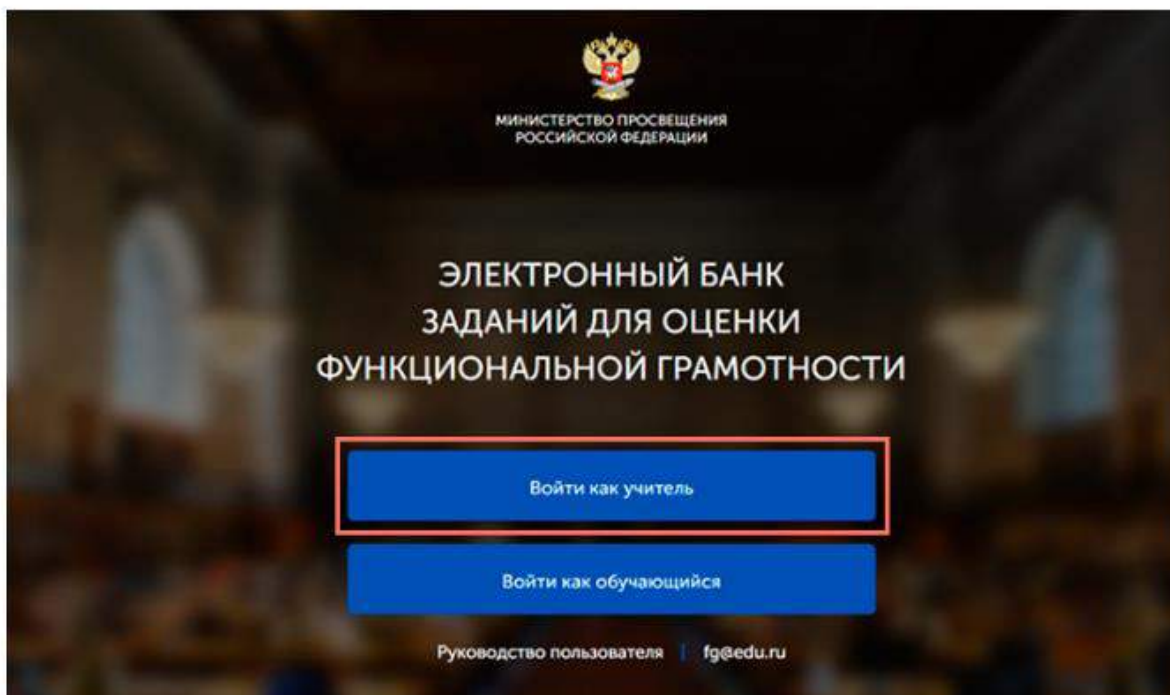 МИНИСТЕРСТВО ПРОСВЕЩЕНИЯ
РОССИЙСКОЙ ФЕДЕРАЦИИ
ЭЛЕКТРОННЫЙ БАНК
ЗАДАНИЙ ДЛЯ ОЦЕНКИ
ФУНКЦИОНАЛЬНОЙ ГРАМОТНОСТИ
Войти как учитель
Войти как обучающийся
Руководство пользователя | fg@edu.ru